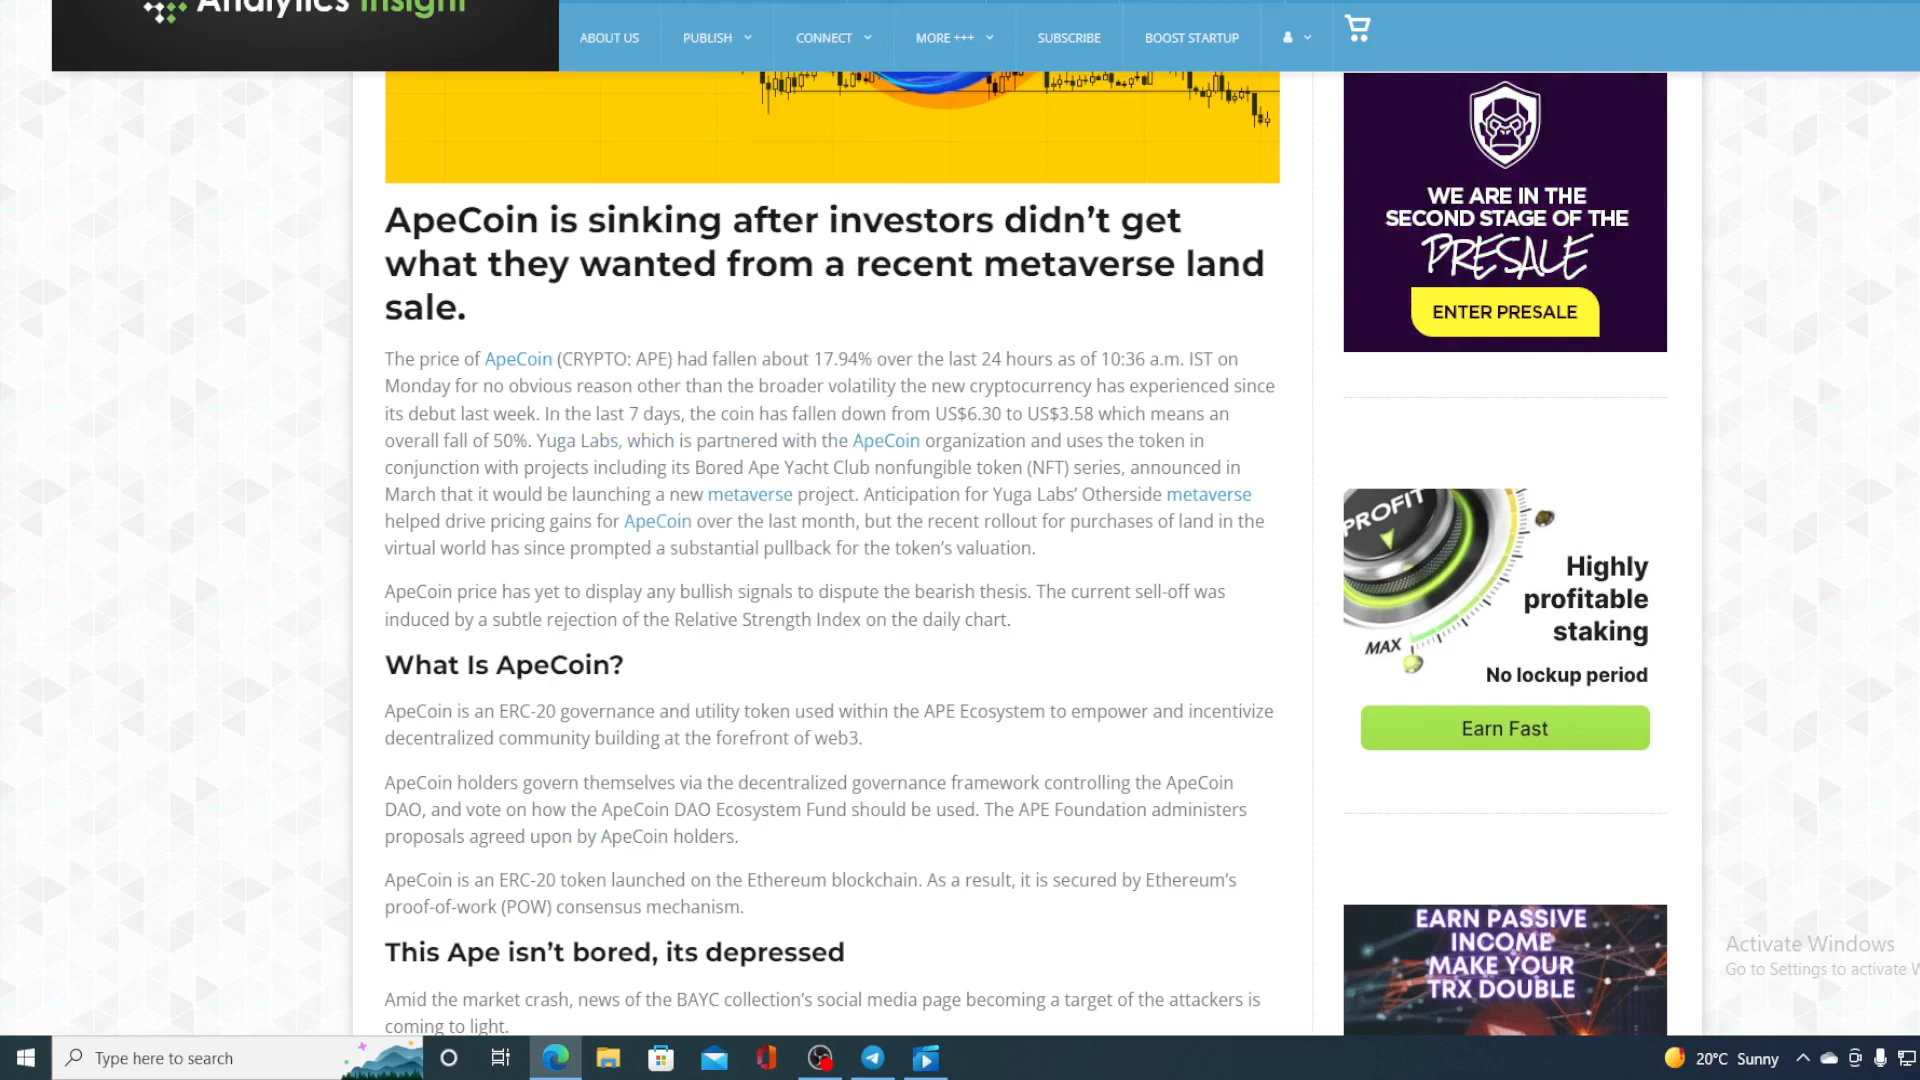 Analytics Insight
ABOUT US
PUBLISH
CONNECT
MORE +++
SUBSCRIBE
BOOST STARTUP
ApeCoin is sinking after investors didn’t get
what they wanted from a recent metaverse land
sale.
The price of ApeCoin (CRYPTO: APE) had fallen about 17.94% over the last 24 hours as of 10:36 a.m. IST on
Monday for no obvious reason other than the broader volatility the new cryptocurrency has experienced since
its debut last week. In the last 7 days, the coin has fallen down from US$6.30 to US$3.58 which means an
overall fall of 50%. Yuga Labs, which is partnered with the ApeCoin organization and uses the token in
conjunction with projects including its Bored Ape Yacht Club nonfungible token (NFT) series, announced in
March that it would be launching a new metaverse project. Anticipation for Yuga Labs’ Otherside metaverse
helped drive pricing gains for ApeCoin over the last month, but the recent rollout for purchases of land in the
virtual world has since prompted a substantial pullback for the token’s valuation.
ApeCoin price has yet to display any bullish signals to dispute the bearish thesis. The current sell-off was
induced by a subtle rejection of the Relative Strength Index on the daily chart.
What Is ApeCoin?
ApeCoin is an ERC-20 governance and utility token used within the APE Ecosystem to empower and incentivize
decentralized community building at the forefront of web3.
ApeCoin holders govern themselves via the decentralized governance framework controlling the ApeCoin
DAO, and vote on how the ApeCoin DAO Ecosystem Fund should be used. The APE Foundation administers
proposals agreed upon by ApeCoin holders.
ApeCoin is an ERC-20 token launched on the Ethereum blockchain. As a result, it is secured by Ethereum’s
proof-of-work (POW) consensus mechanism.
This Ape isn’t bored, its depressed
Amid the market crash, news of the BAYC collection’s social media page becoming a target of the attackers is
coming to light.
WE ARE IN THE
SECOND STAGE OF THE
PRESALE
ENTER PRESALE
PROFIT
MAX
Highly
profitable
staking
No lockup period
Earn Fast
EARN PASSIVE
INCOME
MAKE YOUR
TRX DOUBLE
Activate Windows
Go to Settings to activate W
Type here to search
20°C Sunny